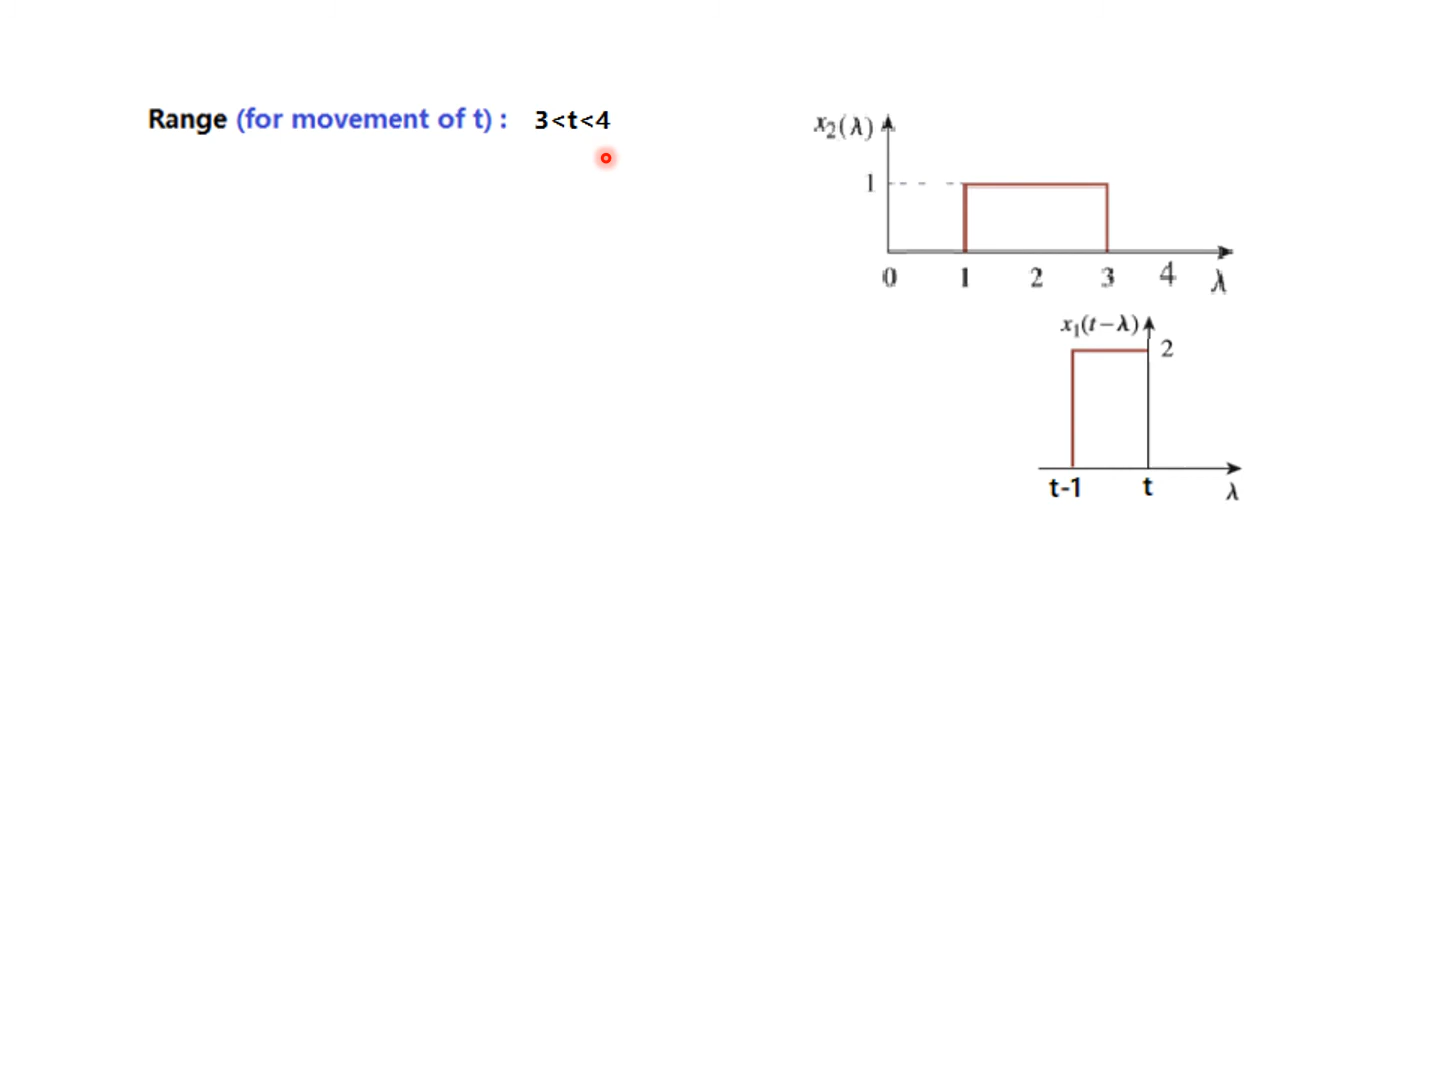 Range (for movement of t) : 3<t<4
x₂(λ)
1
0 1 2 3 4 λ
x₁(t−λ)
2
t-1 t λ